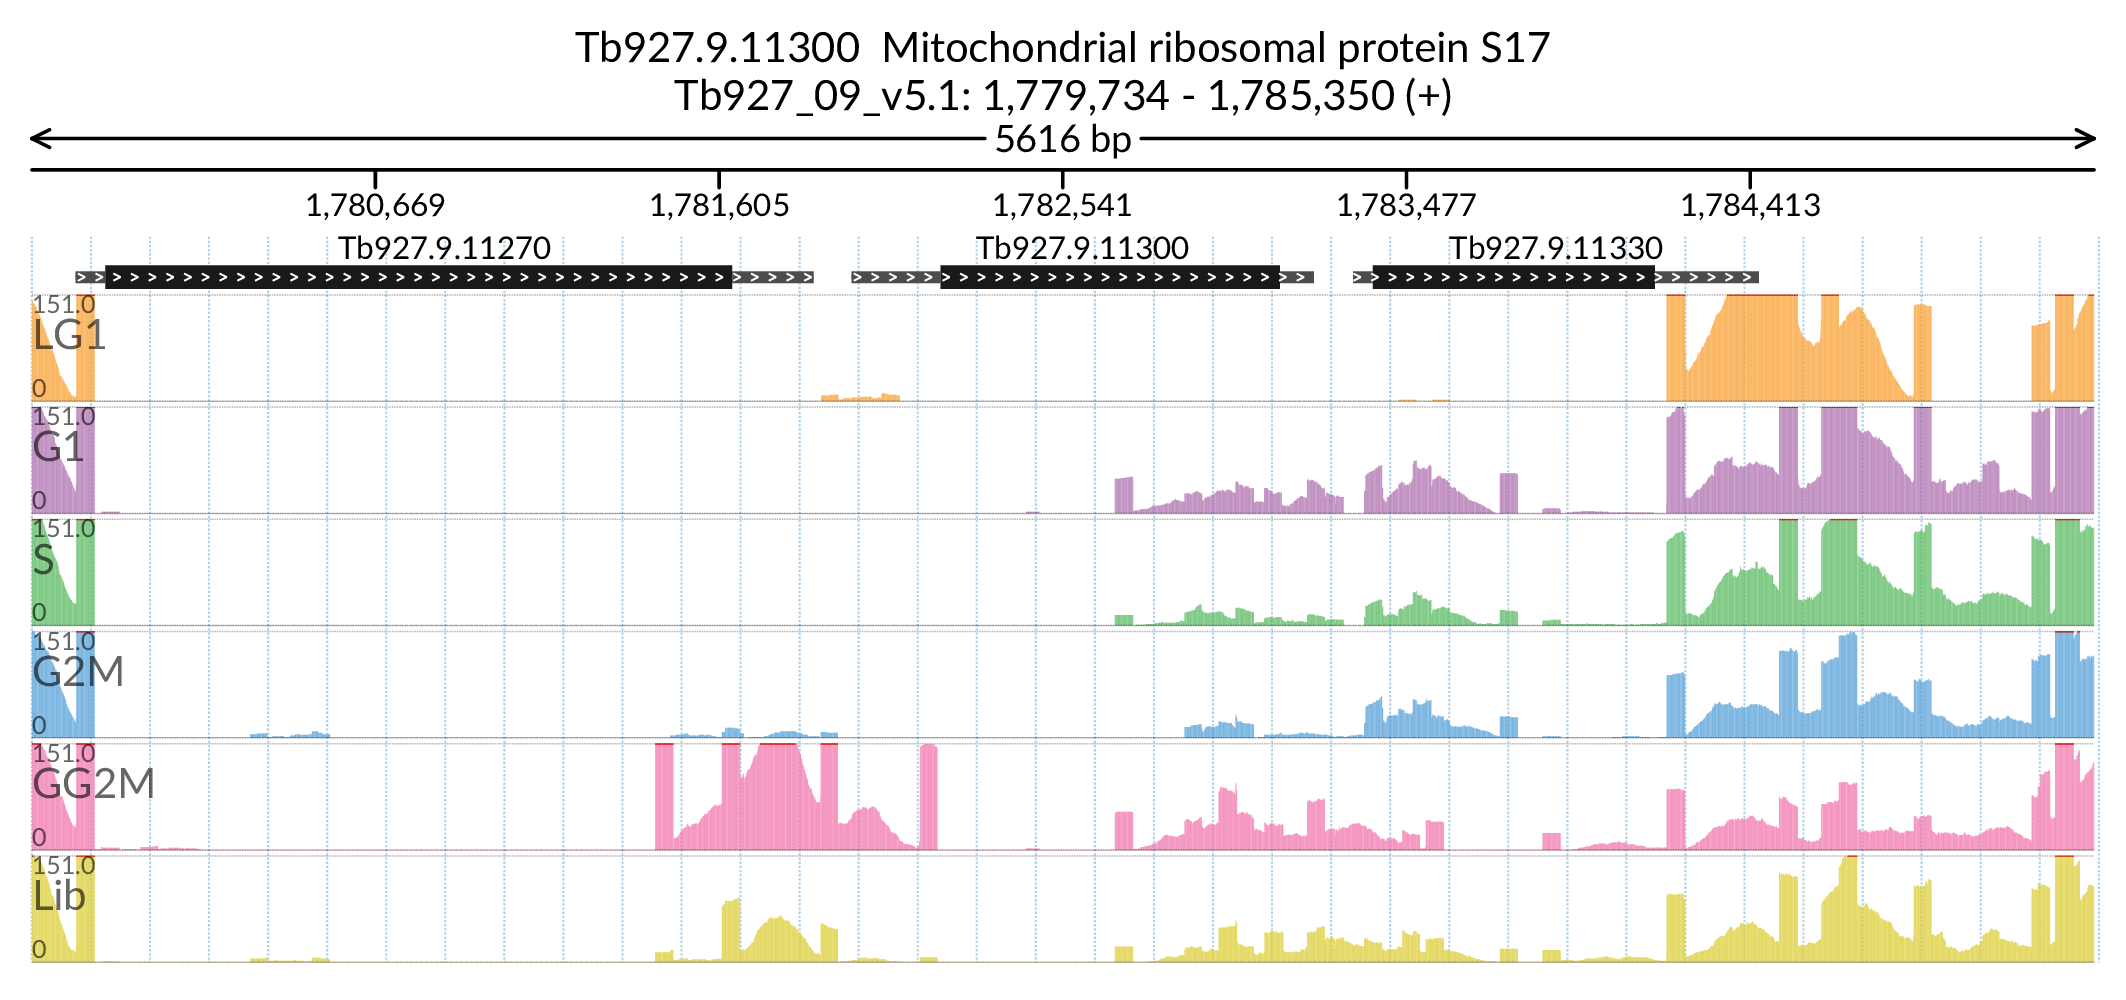 Tb927.9.11300  Mitochondrial ribosomal protein S17
Tb927_09_v5.1: 1,779,734 - 1,785,350 (+)
5616 bp
1,780,669 1,781,605 1,782,541 1,783,477 1,784,413
Tb927.9.11270 Tb927.9.11300 Tb927.9.11330
151.0
LG1
0
151.0
G1
0
151.0
S
0
151.0
G2M
0
151.0
GG2M
0
151.0
Lib
0